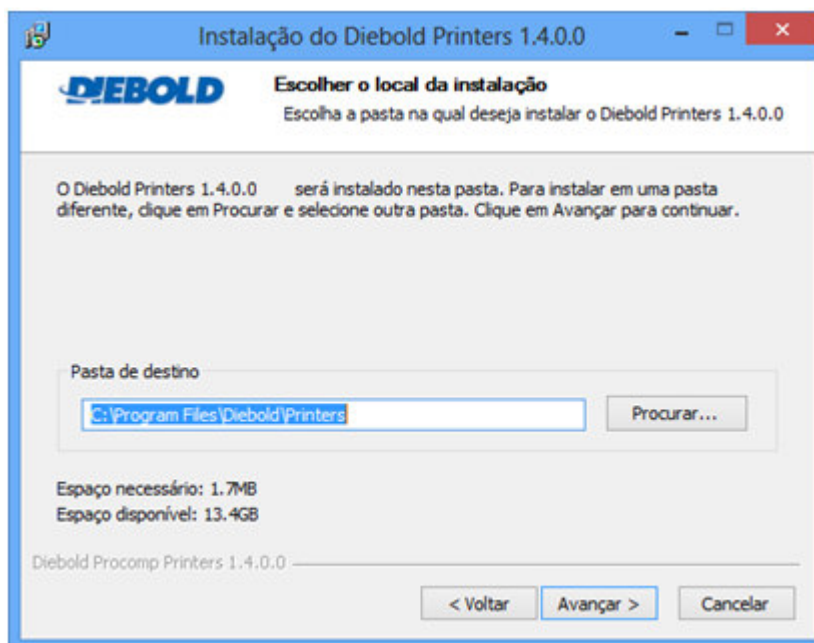 Instalação do Diebold Printers 1.4.0.0
DIEBOLD
Escolher o local da instalação
Escolha a pasta na qual deseja instalar o Diebold Printers 1.4.0.0
O Diebold Printers 1.4.0.0 será instalado nesta pasta. Para instalar em uma pasta
diferente, clique em Procurar e selecione outra pasta. Clique em Avançar para continuar.
Pasta de destino
C:\Program Files\Diebold\Printers
Procurar...
Espaço necessário: 1.7MB
Espaço disponível: 13.4GB
Diebold Procomp Printers 1.4.0.0
< Voltar
Avançar >
Cancelar